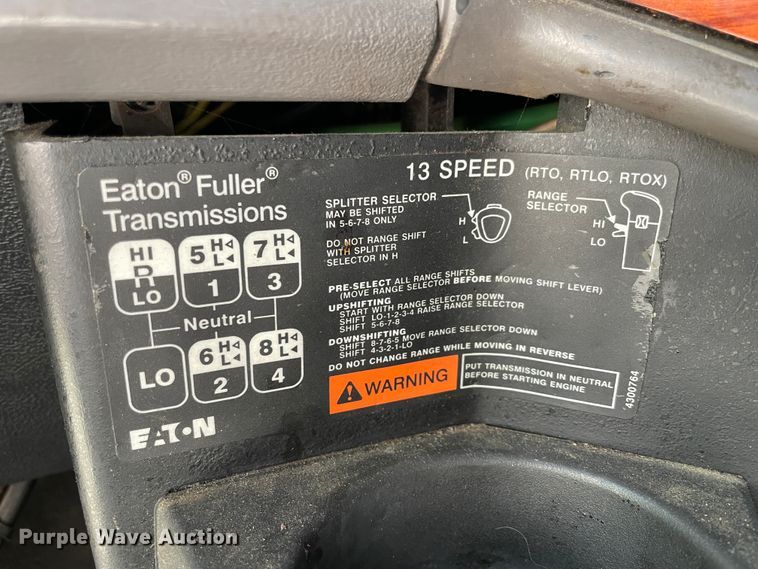 Eaton® Fuller®
Transmissions
13 SPEED (RTO, RTLO, RTOX)
SPLITTER SELECTOR
MAY BE SHIFTED
IN 5-6-7-8 ONLY
H
L
RANGE
SELECTOR
HI
LO
DO NOT RANGE SHIFT
WITH SPLITTER
SELECTOR IN H
HI
R
LO
5 H
L
1
7 H
L
3
Neutral
LO
6 H
L
2
8 H
L
4
PRE-SELECT ALL RANGE SHIFTS
(MOVE RANGE SELECTOR BEFORE MOVING SHIFT LEVER)
UPSHIFTING
START WITH RANGE SELECTOR DOWN
SHIFT LO-1-2-3-4 RAISE RANGE SELECTOR
SHIFT 5-6-7-8
DOWNSHIFTING
SHIFT 8-7-6-5 MOVE RANGE SELECTOR DOWN
SHIFT 4-3-2-1-LO
DO NOT CHANGE RANGE WHILE MOVING IN REVERSE
WARNING
PUT TRANSMISSION IN NEUTRAL
BEFORE STARTING ENGINE
4300764
EATON
Purple Wave Auction